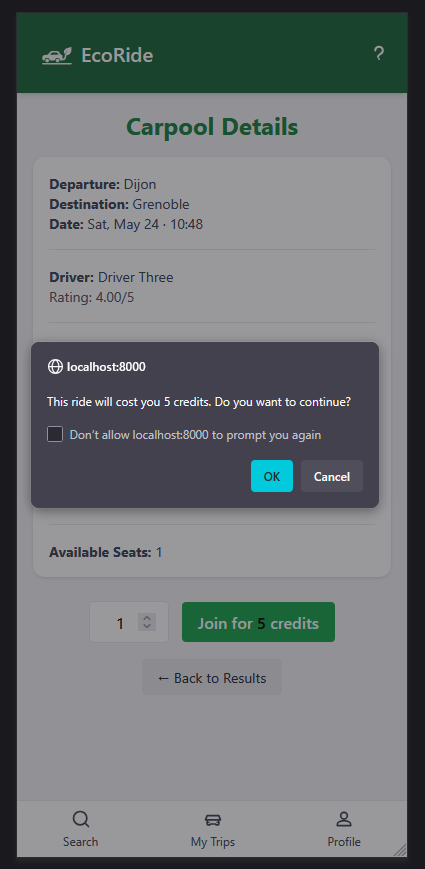 EcoRide
?
Carpool Details
Departure: Dijon
Destination: Grenoble
Date: Sat, May 24 · 10:48
Driver: Driver Three
Rating: 4.00/5
localhost:8000
This ride will cost you 5 credits. Do you want to continue?
Don't allow localhost:8000 to prompt you again
OK Cancel
Available Seats: 1
1 Join for 5 credits
← Back to Results
Search My Trips Profile